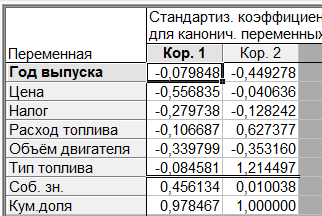 Стандартиз. коэффициен
для канонич. переменных
Переменная Кор. 1 Кор. 2
Год выпуска -0,079848 -0,449278
Цена -0,556835 -0,040636
Налог -0,279738 -0,128242
Расход топлива -0,106687 0,627377
Объём двигателя -0,339799 -0,353160
Тип топлива -0,084581 1,214497
Соб. зн. 0,456134 0,010038
Кум.доля 0,978467 1,000000